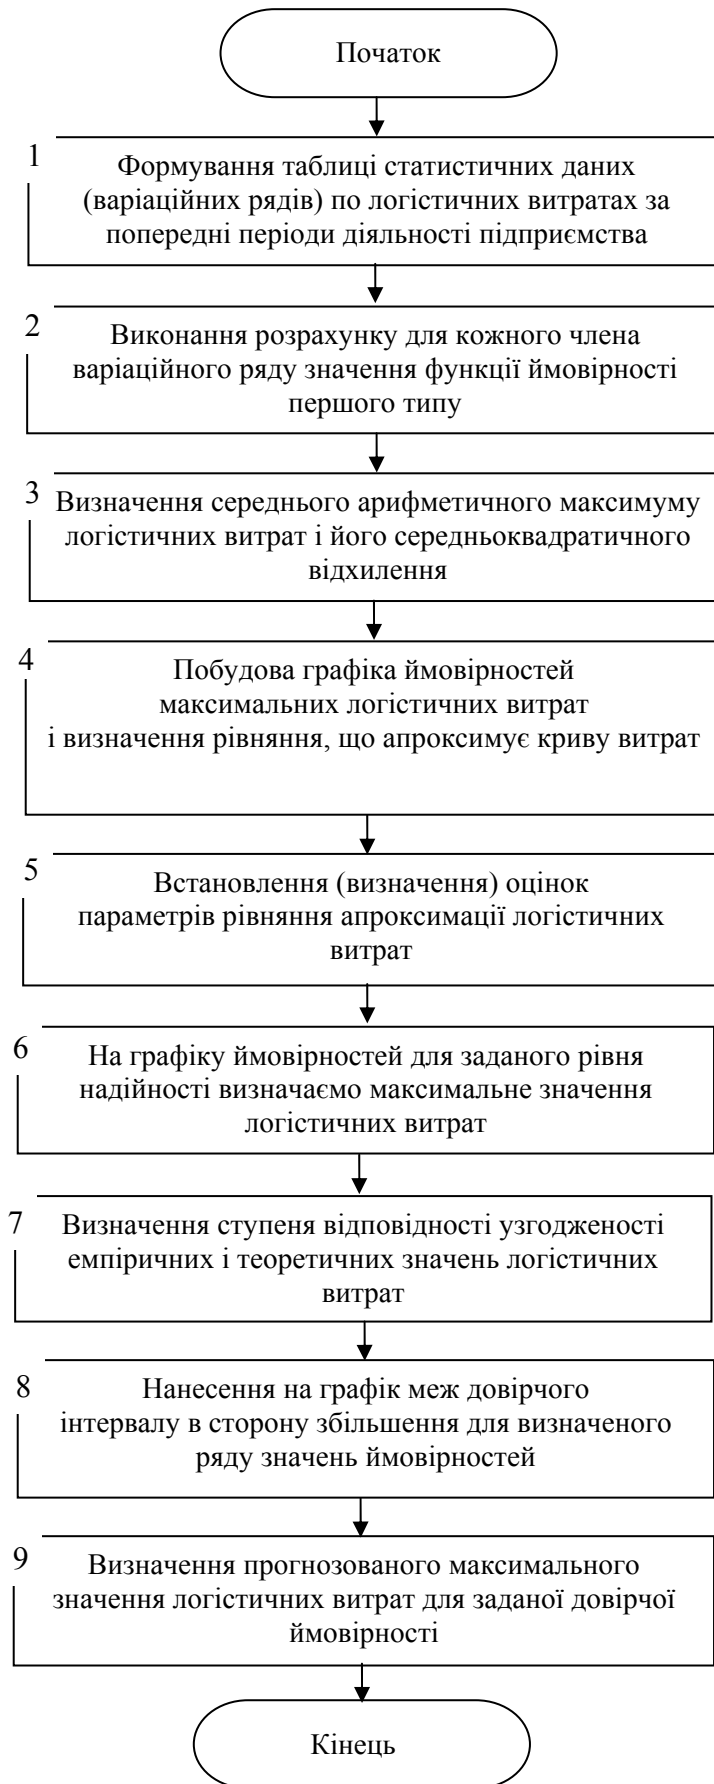 Початок
1
Формування таблиці статистичних даних
(варіаційних рядів) по логістичних витратах за
попередні періоди діяльності підприємства
2
Виконання розрахунку для кожного члена
варіаційного ряду значення функції ймовірності
першого типу
3
Визначення середнього арифметичного максимуму
логістичних витрат і його середньоквадратичного
відхилення
4
Побудова графіка ймовірностей
максимальних логістичних витрат
і визначення рівняння, що апроксимує криву витрат
5
Встановлення (визначення) оцінок
параметрів рівняння апроксимації логістичних
витрат
6
На графіку ймовірностей для заданого рівня
надійності визначаємо максимальне значення
логістичних витрат
7
Визначення ступеня відповідності узгодженості
емпіричних і теоретичних значень логістичних
витрат
8
Нанесення на графік меж довірчого
інтервалу в сторону збільшення для визначеного
ряду значень ймовірностей
9
Визначення прогнозованого максимального
значення логістичних витрат для заданої довірчої
ймовірності
Кінець